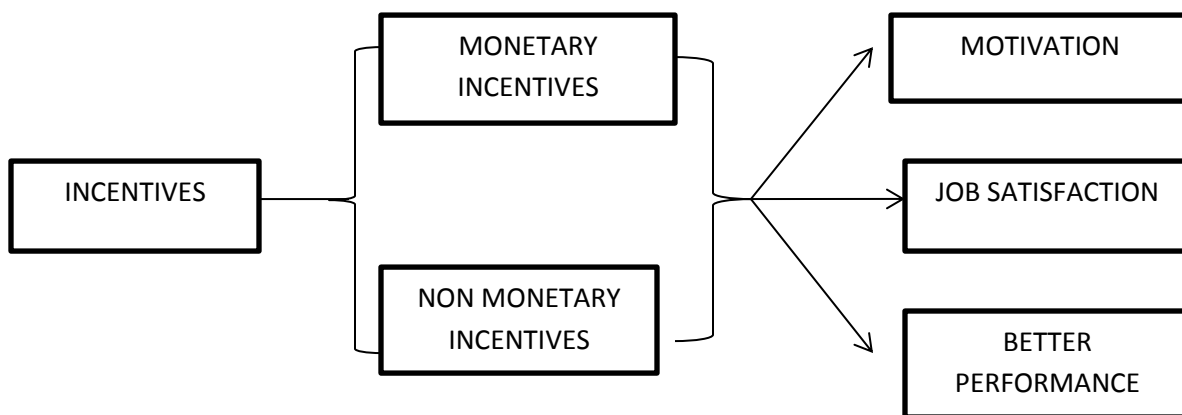 MONETARY
INCENTIVES
MOTIVATION
INCENTIVES
JOB SATISFACTION
NON MONETARY
INCENTIVES
BETTER
PERFORMANCE